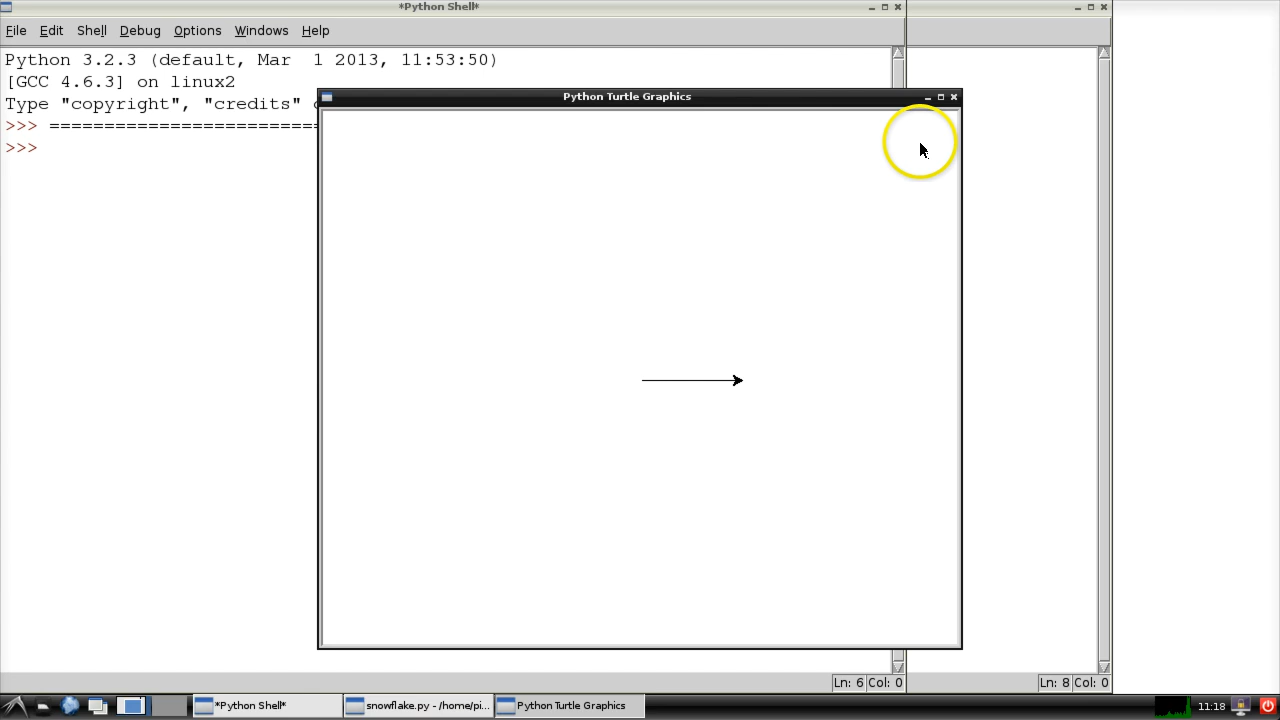 *Python Shell*
File Edit Shell Debug Options Windows Help
Python 3.2.3 (default, Mar  1 2013, 11:53:50)
[GCC 4.6.3] on linux2
Type "copyright", "credits"
>>> ========================
>>>
Python Turtle Graphics
Ln: 6 Col: 0
Ln: 8 Col: 0
*Python Shell*
snowflake.py - /home/pi...
Python Turtle Graphics
11:18